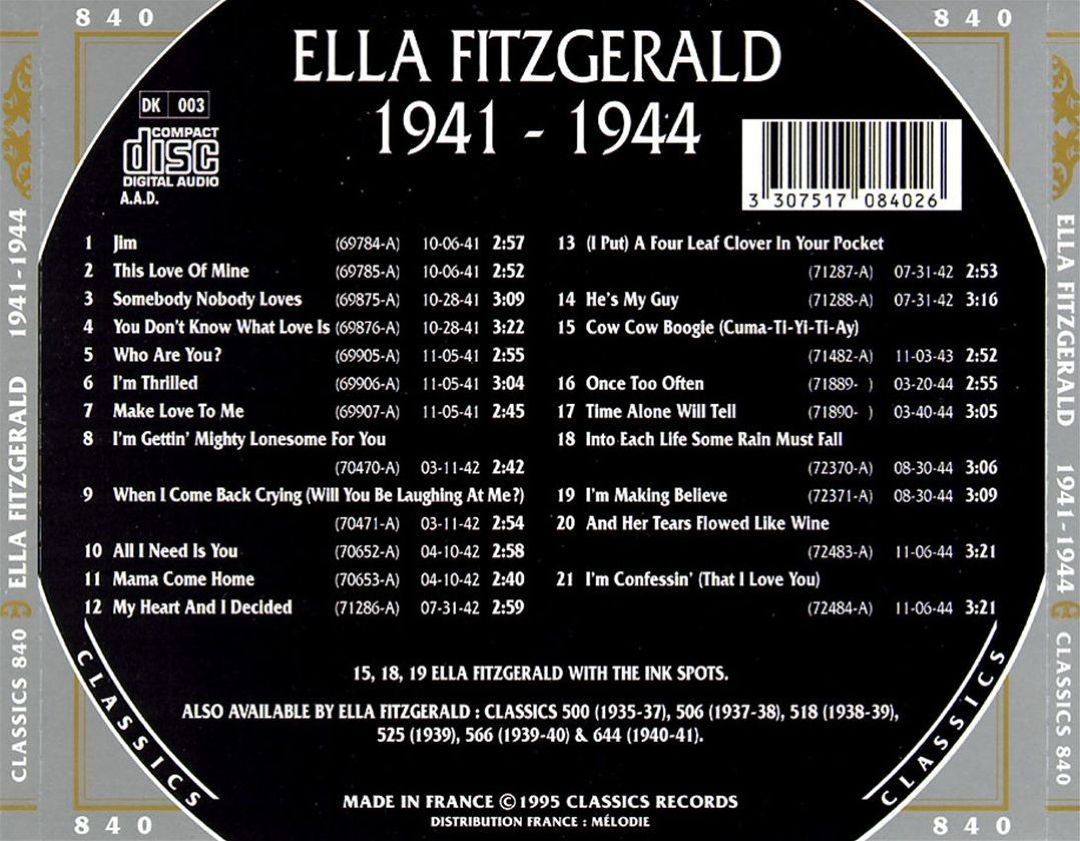 840
840
ELLA FITZGERALD
1941 - 1944
DK 003
COMPACT
disc
DIGITAL AUDIO
A.A.D.
3 307517 084026
1 Jim (69784-A) 10-06-41 2:57
2 This Love Of Mine (69785-A) 10-06-41 2:52
3 Somebody Nobody Loves (69875-A) 10-28-41 3:09
4 You Don't Know What Love Is (69876-A) 10-28-41 3:22
5 Who Are You? (69905-A) 11-05-41 2:55
6 I'm Thrilled (69906-A) 11-05-41 3:04
7 Make Love To Me (69907-A) 11-05-41 2:45
8 I'm Gettin' Mighty Lonesome For You
(70470-A) 03-11-42 2:42
9 When I Come Back Crying (Will You Be Laughing At Me?)
(70471-A) 03-11-42 2:54
10 All I Need Is You (70652-A) 04-10-42 2:58
11 Mama Come Home (70653-A) 04-10-42 2:40
12 My Heart And I Decided (71286-A) 07-31-42 2:59
13 (I Put) A Four Leaf Clover In Your Pocket
(71287-A) 07-31-42 2:53
14 He's My Guy (71288-A) 07-31-42 3:16
15 Cow Cow Boogie (Cuma-Ti-Yi-Ti-Ay)
(71482-A) 11-03-43 2:52
16 Once Too Often (71889- ) 03-20-44 2:55
17 Time Alone Will Tell (71890- ) 03-40-44 3:05
18 Into Each Life Some Rain Must Fall
(72370-A) 08-30-44 3:06
19 I'm Making Believe (72371-A) 08-30-44 3:09
20 And Her Tears Flowed Like Wine
(72483-A) 11-06-44 3:21
21 I'm Confessin' (That I Love You)
(72484-A) 11-06-44 3:21
15, 18, 19 ELLA FITZGERALD WITH THE INK SPOTS.
ALSO AVAILABLE BY ELLA FITZGERALD : CLASSICS 500 (1935-37), 506 (1937-38), 518 (1938-39),
525 (1939), 566 (1939-40) & 644 (1940-41).
MADE IN FRANCE ©1995 CLASSICS RECORDS
DISTRIBUTION FRANCE : MÉLODIE
CLASSICS
CLASSICS
840
840
CLASSICS 840 ELLA FITZGERALD 1941-1944
ELLA FITZGERALD 1941-1944 CLASSICS 840